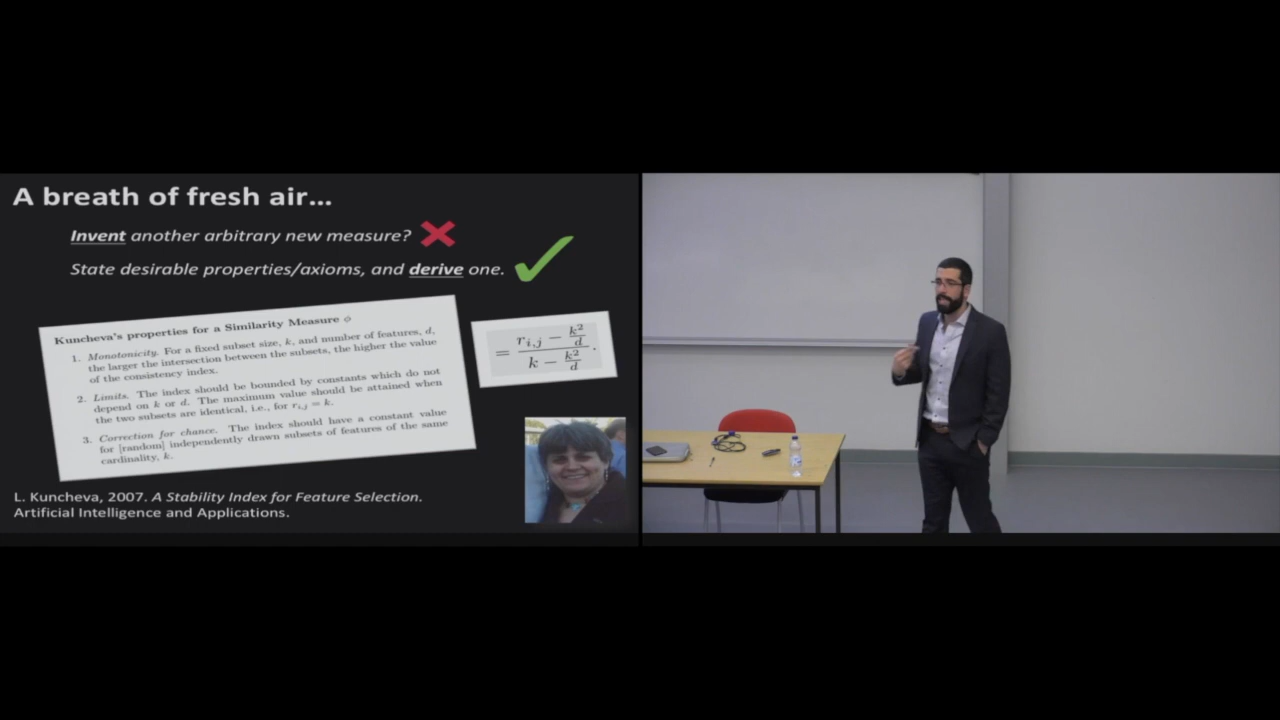 A breath of fresh air...
Invent another arbitrary new measure?
State desirable properties/axioms, and derive one.
Kuncheva's properties for a Similarity Measure
1. Monotonicity. For a fixed subset size, k, and number of features, d,
the larger the intersection between the subsets, the higher the value
of the consistency index.
2. Limits. The index should be bounded by constants which do not
depend on k or d. The maximum value should be attained when
the two subsets are identical, i.e., for r_{i,j} = k.
3. Correction for chance. The index should have a constant value
for [random] independently drawn subsets of features of the same
cardinality, k.
= \frac{r_{i,j} - \frac{k^2}{d}}{k - \frac{k^2}{d}}.
L. Kuncheva, 2007. A Stability Index for Feature Selection.
Artificial Intelligence and Applications.